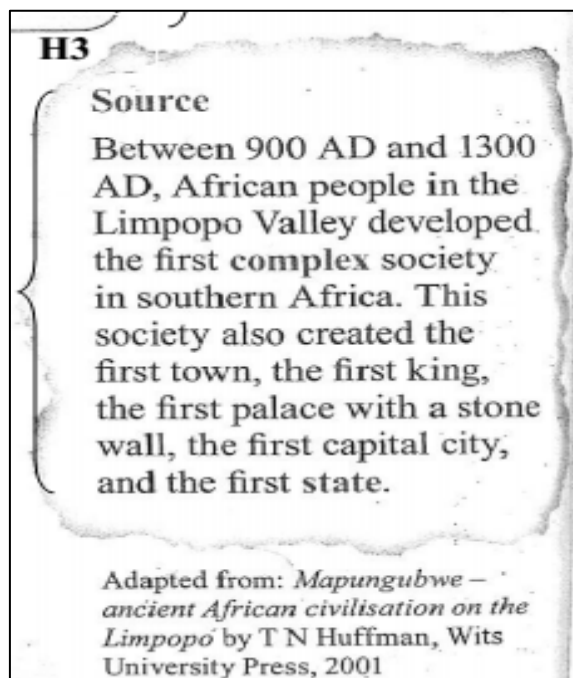 H3
Source
Between 900 AD and 1300
AD, African people in the
Limpopo Valley developed
the first complex society
in southern Africa. This
society also created the
first town, the first king,
the first palace with a stone
wall, the first capital city,
and the first state.
Adapted from: Mapungubwe –
ancient African civilisation on the
Limpopo by T N Huffman, Wits
University Press, 2001